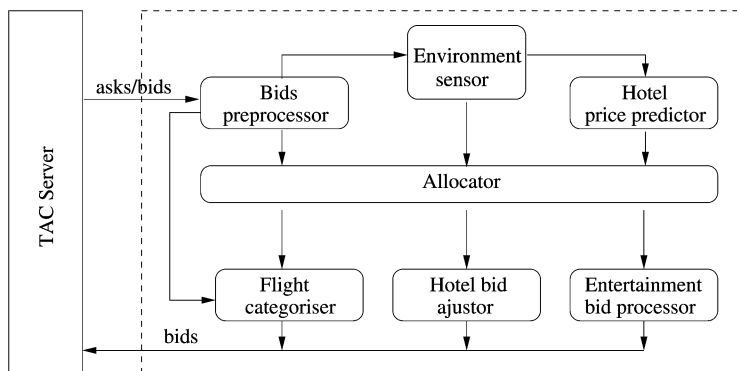 TAC Server
asks/bids
Bids
preprocessor
Environment
sensor
Hotel
price predictor
Allocator
Flight
categoriser
Hotel bid
ajustor
Entertainment
bid processor
bids